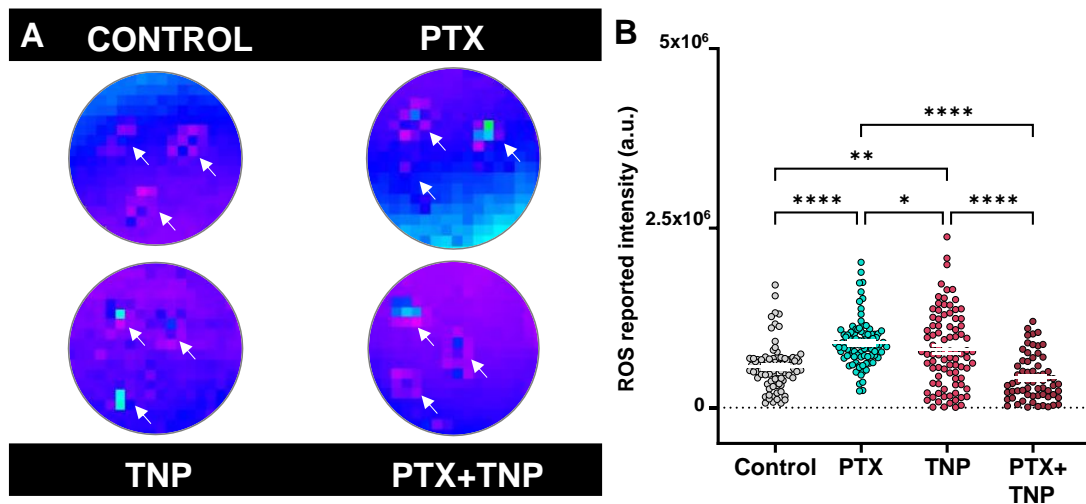 A CONTROL PTX
TNP PTX+TNP
B
ROS reported intensity (a.u.)
5x10⁶
2.5x10⁶
0
****
**
**** * ****
Control PTX TNP PTX+
TNP